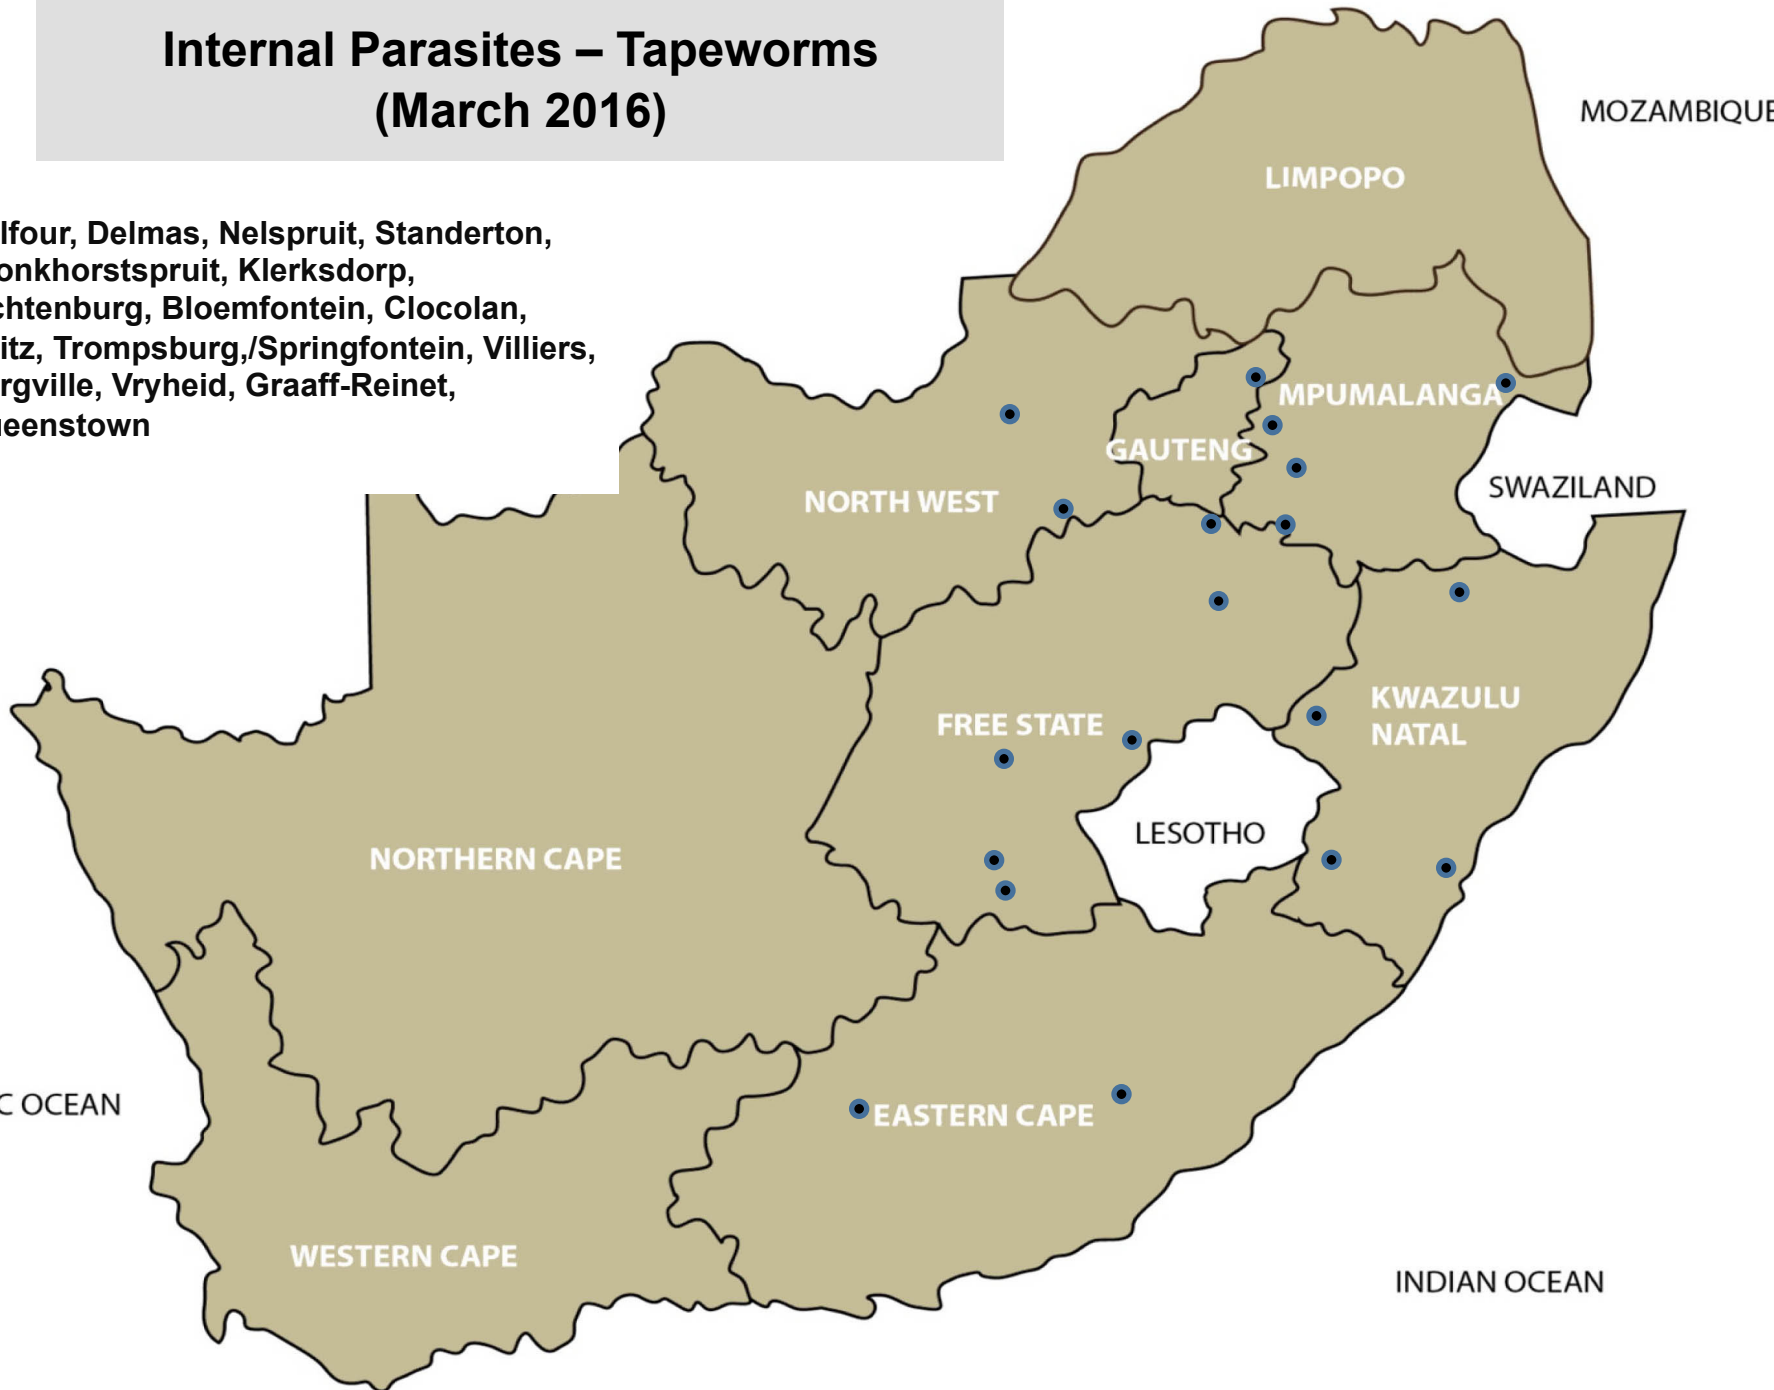 Internal Parasites – Tapeworms
(March 2016)
MOZAMBIQUE
LIMPOPO
lfour, Delmas, Nelspruit, Standerton,
onkhorstspruit, Klerksdorp,
chtenburg, Bloemfontein, Clocolan,
itz, Trompsburg,/Springfontein, Villiers,
rgville, Vryheid, Graaff-Reinet,
ueenstown
MPUMALANGA
GAUTENG
SWAZILAND
NORTH WEST
KWAZULU
NATAL
FREE STATE
LESOTHO
NORTHERN CAPE
C OCEAN
EASTERN CAPE
WESTERN CAPE
INDIAN OCEAN